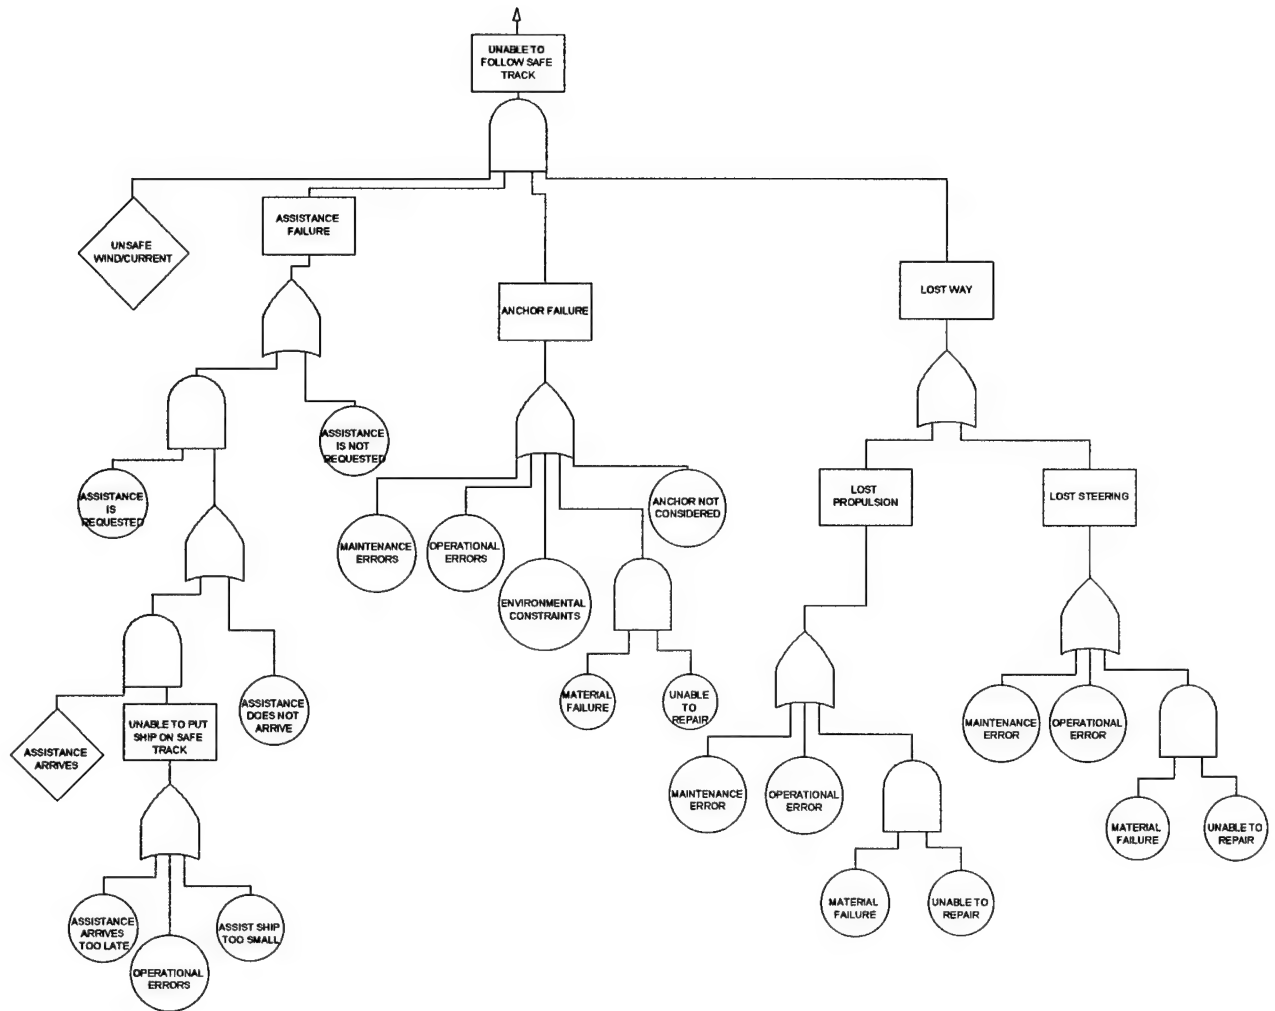 UNABLE TO
FOLLOW SAFE
TRACK
UNSAFE
WIND/CURRENT
ASSISTANCE
FAILURE
ANCHOR FAILURE
LOST WAY
ASSISTANCE
IS NOT
REQUESTED
ASSISTANCE
IS
REQUESTED
MAINTENANCE
ERRORS
OPERATIONAL
ERRORS
ENVIRONMENTAL
CONSTRAINTS
ANCHOR NOT
CONSIDERED
LOST
PROPULSION
LOST STEERING
MATERIAL
FAILURE
UNABLE
TO
REPAIR
ASSISTANCE
ARRIVES
UNABLE TO PUT
SHIP ON SAFE
TRACK
ASSISTANCE
DOES NOT
ARRIVE
MAINTENANCE
ERROR
OPERATIONAL
ERROR
MAINTENANCE
ERROR
OPERATIONAL
ERROR
MATERIAL
FAILURE
UNABLE TO
REPAIR
MATERIAL
FAILURE
UNABLE TO
REPAIR
ASSISTANCE
ARRIVES
TOO LATE
OPERATIONAL
ERRORS
ASSIST SHIP
TOO SMALL